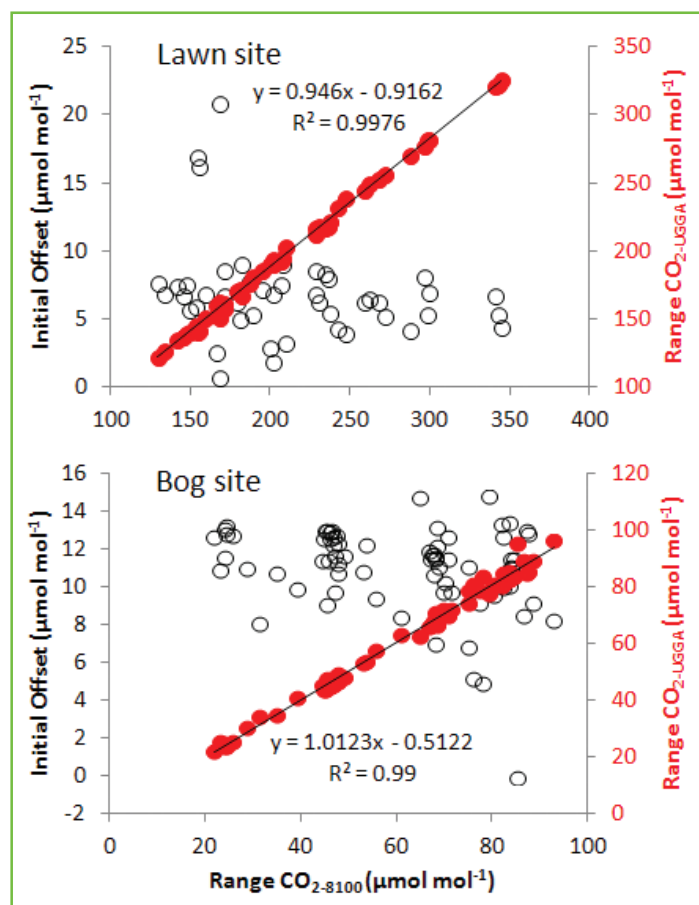 Lawn site
y = 0.946x - 0.9162
R² = 0.9976
Initial Offset (µmol mol⁻¹)
25
20
15
10
5
0
Range CO₂₋UGGA (µmol mol⁻¹)
350
300
250
200
150
100
100 150 200 250 300 350 400
Bog site
y = 1.0123x - 0.5122
R² = 0.99
Initial Offset (µmol mol⁻¹)
16
14
12
10
8
6
4
2
0
-2
Range CO₂₋UGGA (µmol mol⁻¹)
120
100
80
60
40
20
0
0 20 40 60 80 100
Range CO₂₋₈₁₀₀ (µmol mol⁻¹)